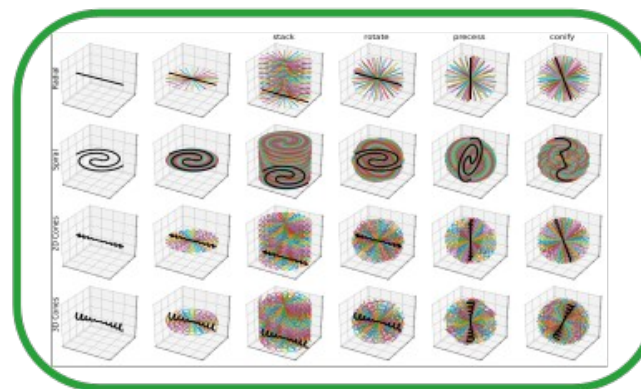 stack rotate precess conify
Radial
Spiral
2D Cones
3D Cones